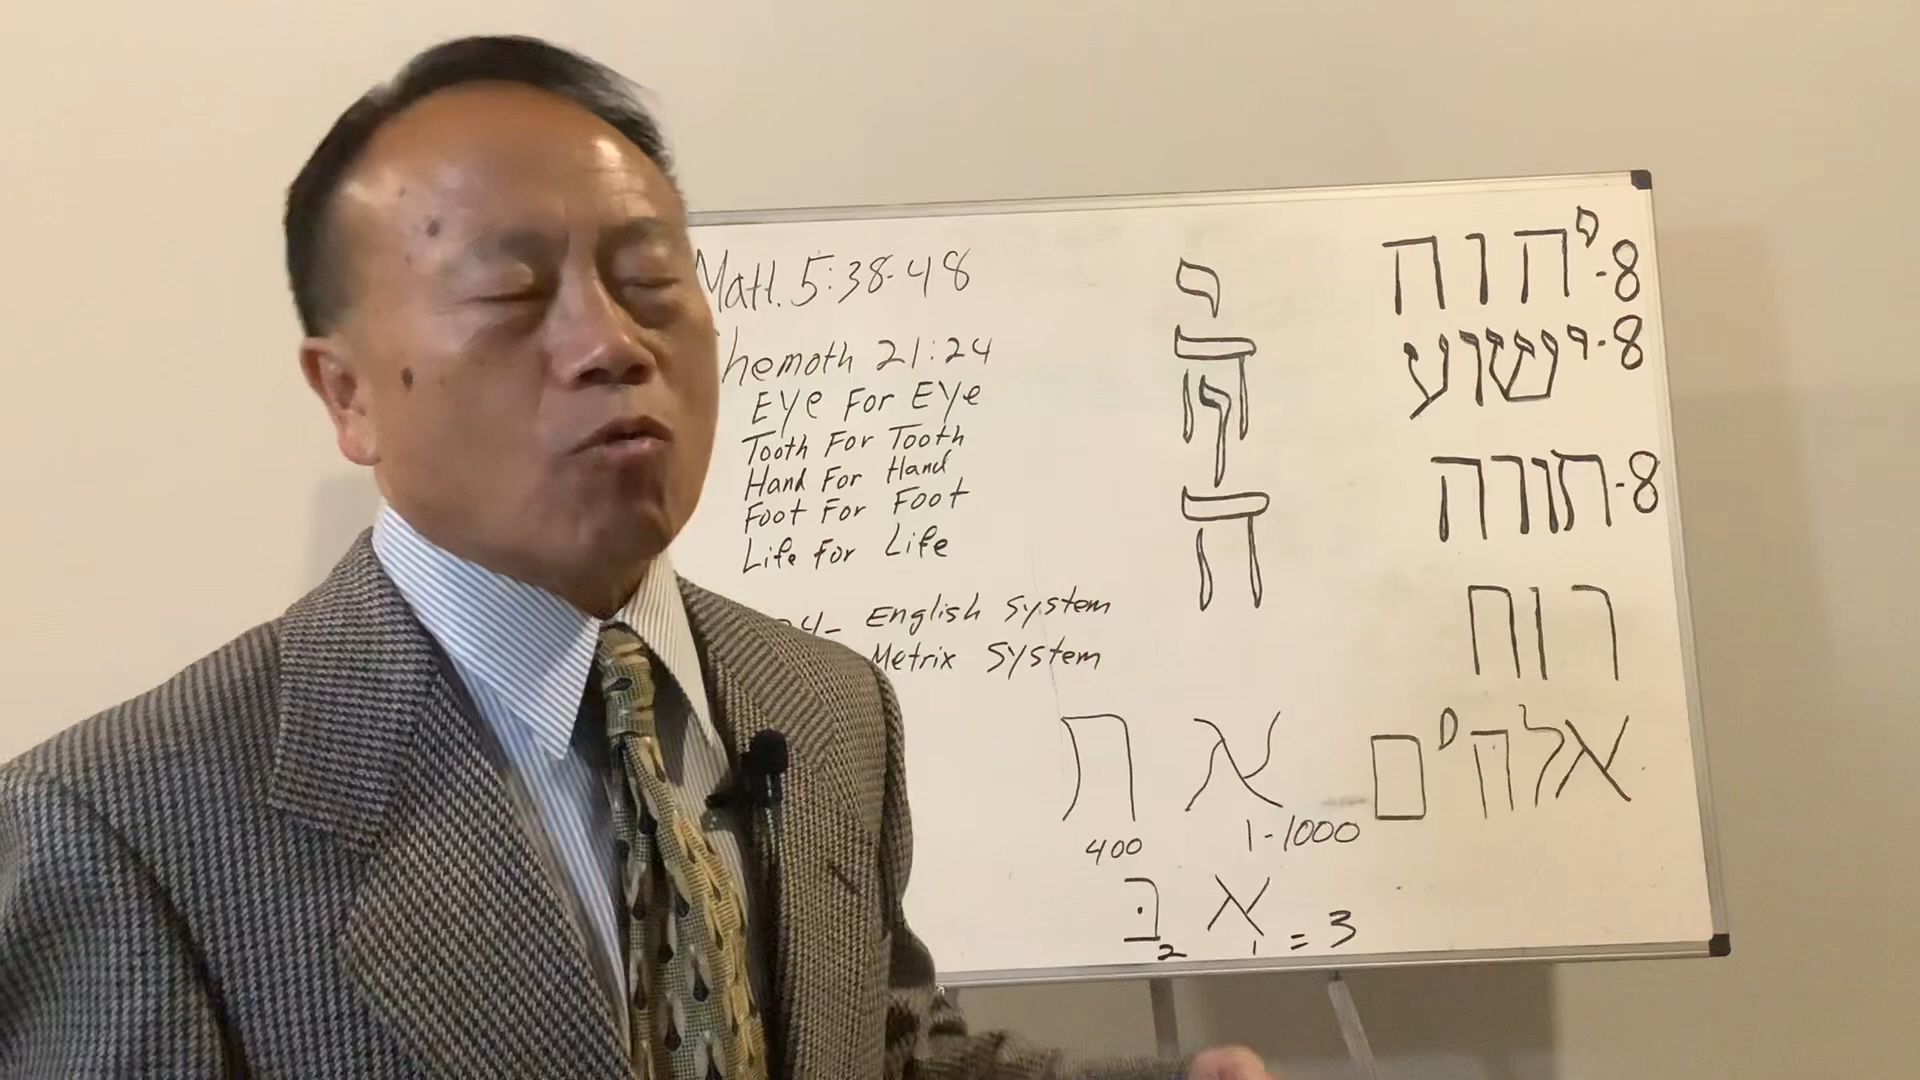 Matt. 5:38-48
hemoth 21:24
EYe For EYe
Tooth For Tooth
Hand For Hand
Foot For Foot
Life For Life
24- English System
Metrix System
י
ה
ו
ה
יהוה-8
ישוע-8
תורה-8
רוח
אלהים
א ת
1-1000
400
א בּ
1 2 = 3